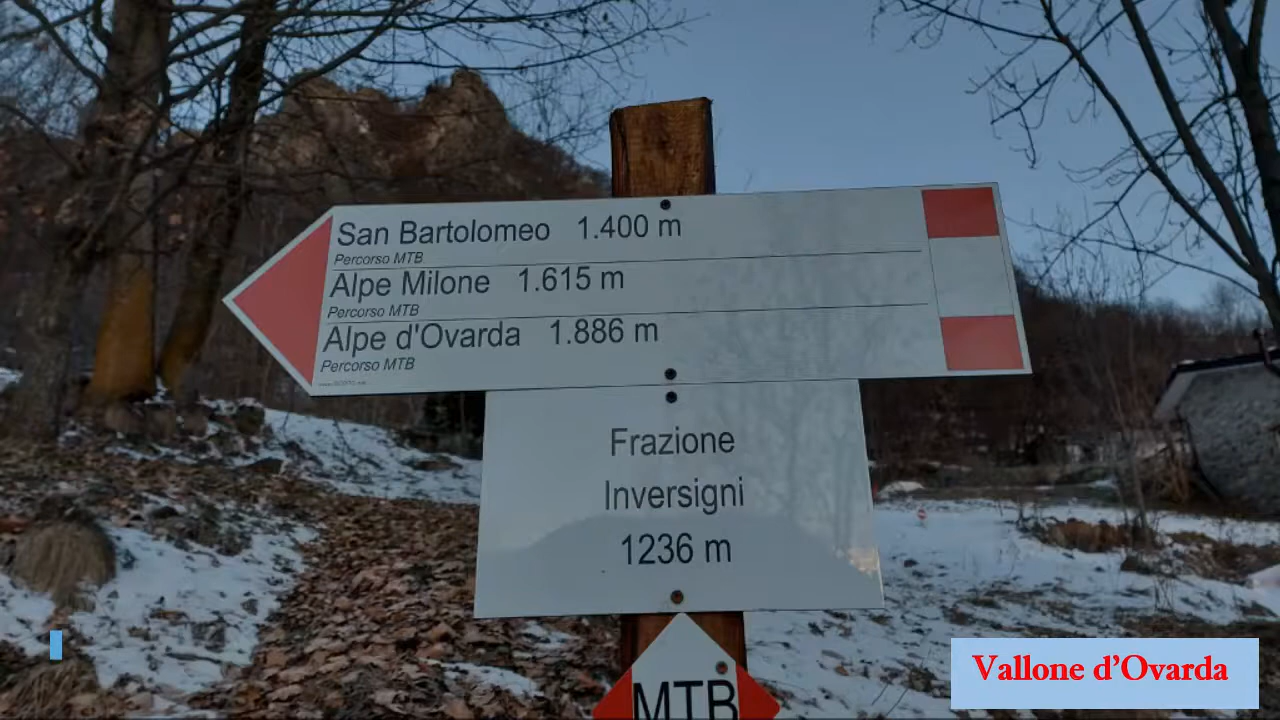 San Bartolomeo 1.400 m
Percorso MTB
Alpe Milone 1.615 m
Percorso MTB
Alpe d'Ovarda 1.886 m
Percorso MTB
Frazione
Inversigni
1236 m
MTB
Vallone d'Ovarda